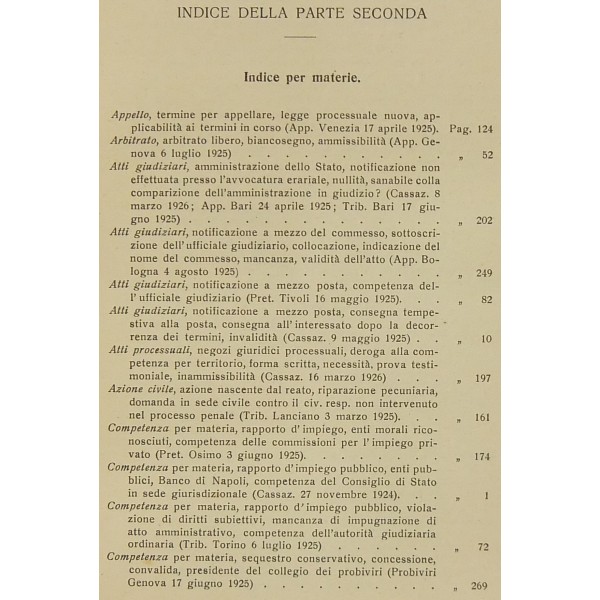 INDICE DELLA PARTE SECONDA
Indice per materie.
Appello, termine per appellare, legge processuale nuova, ap-
plicabilità ai termini in corso (App. Venezia 17 aprile 1925). Pag. 124
Arbitrato, arbitrato libero, biancosegno, ammissibilità (App. Ge-
nova 6 luglio 1925) . . . . . . . . . . . „ 52
Atti giudiziari, amministrazione dello Stato, notificazione non
effettuata presso l'avvocatura erariale, nullità, sanabile colla
comparizione dell'amministrazione in giudizio? (Cassaz. 8
marzo 1926; App. Bari 24 aprile 1925; Trib. Bari 17 giu-
gno 1925) . . . . . . . . . . . . . . „ 202
Atti giudiziari, notificazione a mezzo del commesso, sottoscri-
zione dell'ufficiale giudiziario, collocazione, indicazione del
nome del commesso, mancanza, validità dell'atto (App. Bo-
logna 4 agosto 1925) . . . . . . . . . . . „ 249
Atti giudiziari, notificazione a mezzo posta, competenza del-
l'ufficiale giudiziario (Pret. Tivoli 16 maggio 1925). . . „ 82
Atti giudiziari, notificazione a mezzo posta, consegna tempe-
stiva alla posta, consegna all'interessato dopo la decor-
renza dei termini, invalidità (Cassaz. 9 maggio 1925) . . „ 10
Atti processuali, negozi giuridici processuali, deroga alla com-
petenza per territorio, forma scritta, necessità, prova testi-
moniale, inammissibilità (Cassaz. 16 marzo 1926) . . . „ 197
Azione civile, azione nascente dal reato, riparazione pecuniaria,
domanda in sede civile contro il civ. resp. non intervenuto
nel processo penale (Trib. Lanciano 3 marzo 1925). . . „ 161
Competenza per materia, rapporto d'impiego, enti morali rico-
nosciuti, competenza delle commissioni per l'impiego pri-
vato (Pret. Osimo 3 giugno 1925). . . . . . . „ 174
Competenza per materia, rapporto d'impiego pubblico, enti pub-
blici, Banco di Napoli, competenza del Consiglio di Stato
in sede giurisdizionale (Cassaz. 27 novembre 1924). . . „ 1
Competenza per materia, rapporto d'impiego pubblico, viola-
zione di diritti subiettivi, mancanza di impugnazione di
atto amministrativo, competenza dell'autorità giudiziaria
ordinaria (Trib. Torino 6 luglio 1925) . . . . . . „ 72
Competenza per materia, sequestro conservativo, concessione,
convalida, presidente del collegio dei probiviri (Probiviri
Genova 17 giugno 1925) . . . . . . . . . . „ 269